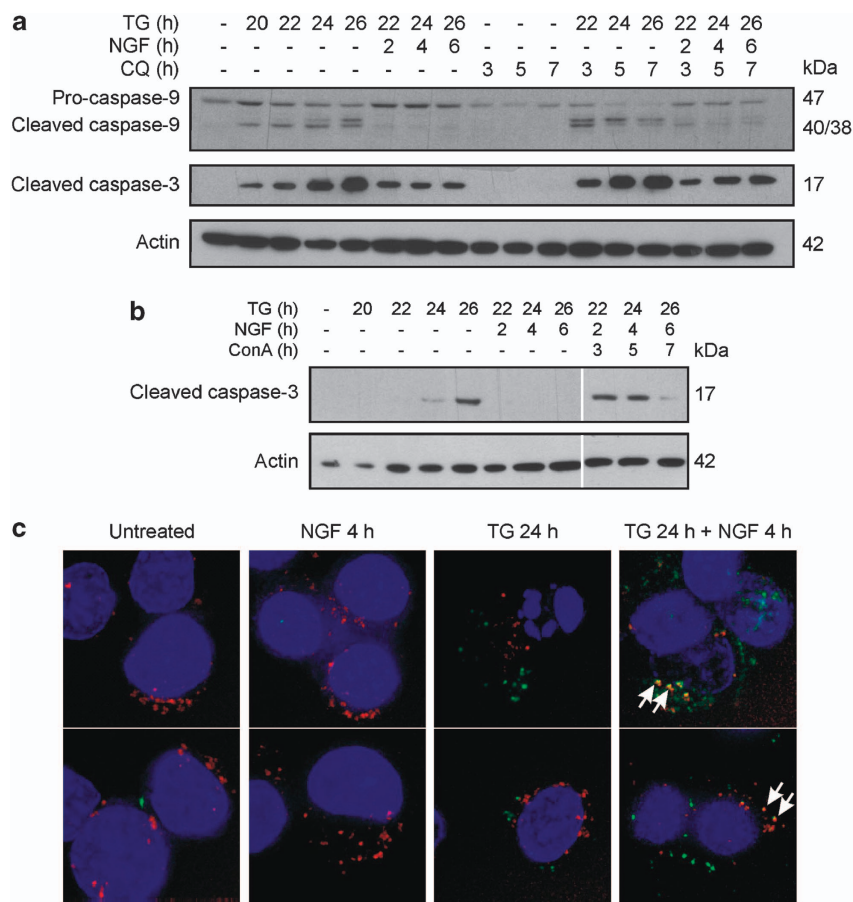 a
TG (h) - 20 22 24 26 22 24 26 - - - 22 24 26 22 24 26
NGF (h) - - - - - 2 4 6 - - - - - - 2 4 6
CQ (h) - - - - - - - - 3 5 7 3 5 7 3 5 7 kDa
Pro-caspase-9 47
Cleaved caspase-9 40/38
Cleaved caspase-3 17
Actin 42
b
TG (h) - 20 22 24 26 22 24 26 22 24 26
NGF (h) - - - - - 2 4 6 2 4 6
ConA (h) - - - - - - - - 3 5 7 kDa
Cleaved caspase-3 17
Actin 42
c
Untreated NGF 4 h TG 24 h TG 24 h + NGF 4 h